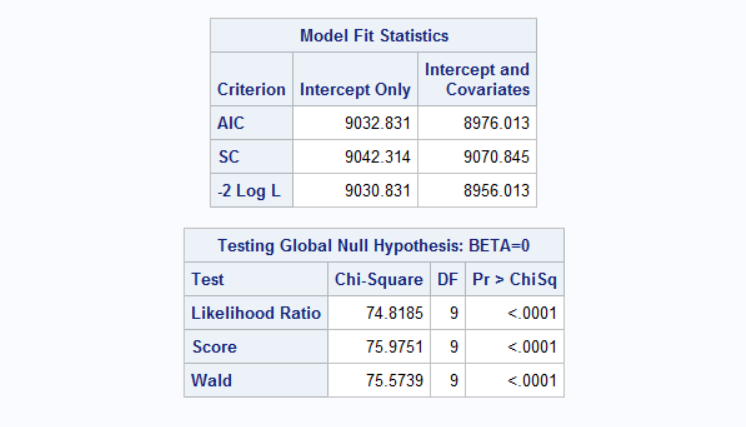 Model Fit Statistics
Criterion Intercept Only Intercept and Covariates
AIC 9032.831 8976.013
SC 9042.314 9070.845
-2 Log L 9030.831 8956.013
Testing Global Null Hypothesis: BETA=0
Test Chi-Square DF Pr > ChiSq
Likelihood Ratio 74.8185 9 <.0001
Score 75.9751 9 <.0001
Wald 75.5739 9 <.0001